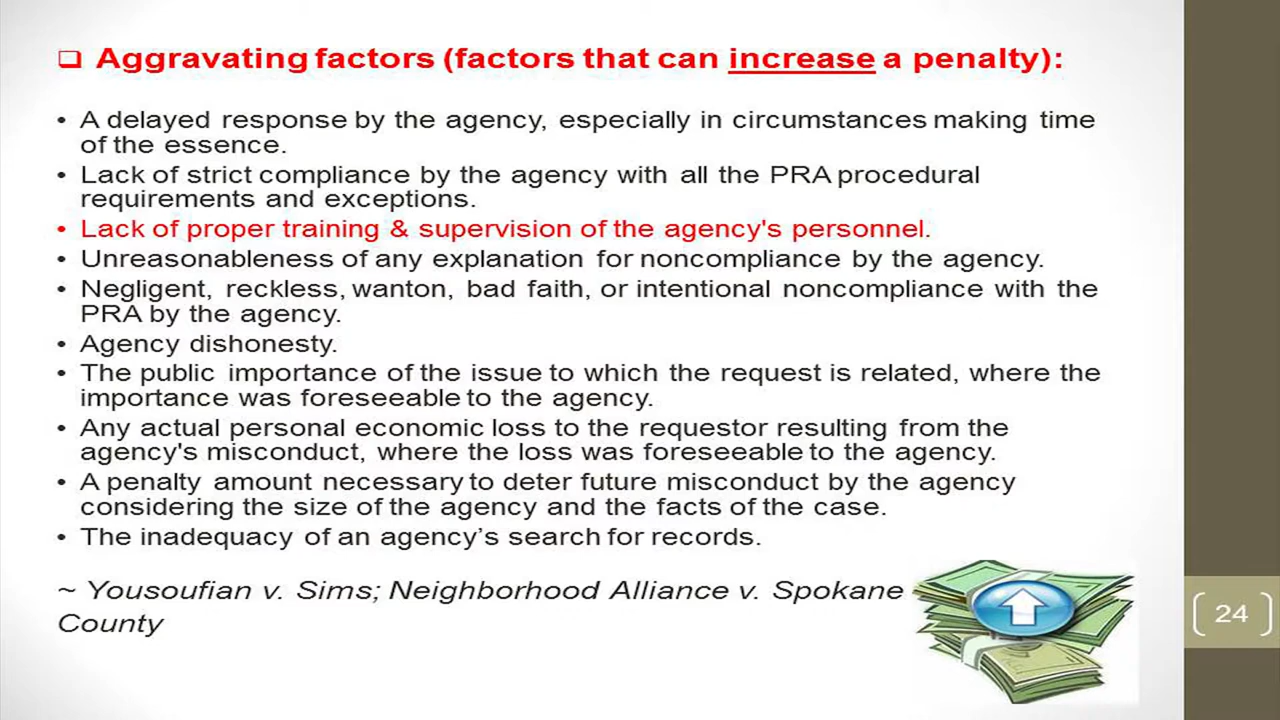 ❑ Aggravating factors (factors that can increase a penalty):
• A delayed response by the agency, especially in circumstances making time
of the essence.
• Lack of strict compliance by the agency with all the PRA procedural
requirements and exceptions.
• Lack of proper training & supervision of the agency's personnel.
• Unreasonableness of any explanation for noncompliance by the agency.
• Negligent, reckless, wanton, bad faith, or intentional noncompliance with the
PRA by the agency.
• Agency dishonesty.
• The public importance of the issue to which the request is related, where the
importance was foreseeable to the agency.
• Any actual personal economic loss to the requestor resulting from the
agency's misconduct, where the loss was foreseeable to the agency.
• A penalty amount necessary to deter future misconduct by the agency
considering the size of the agency and the facts of the case.
• The inadequacy of an agency’s search for records.
~ Yousoufian v. Sims; Neighborhood Alliance v. Spokane
County
24